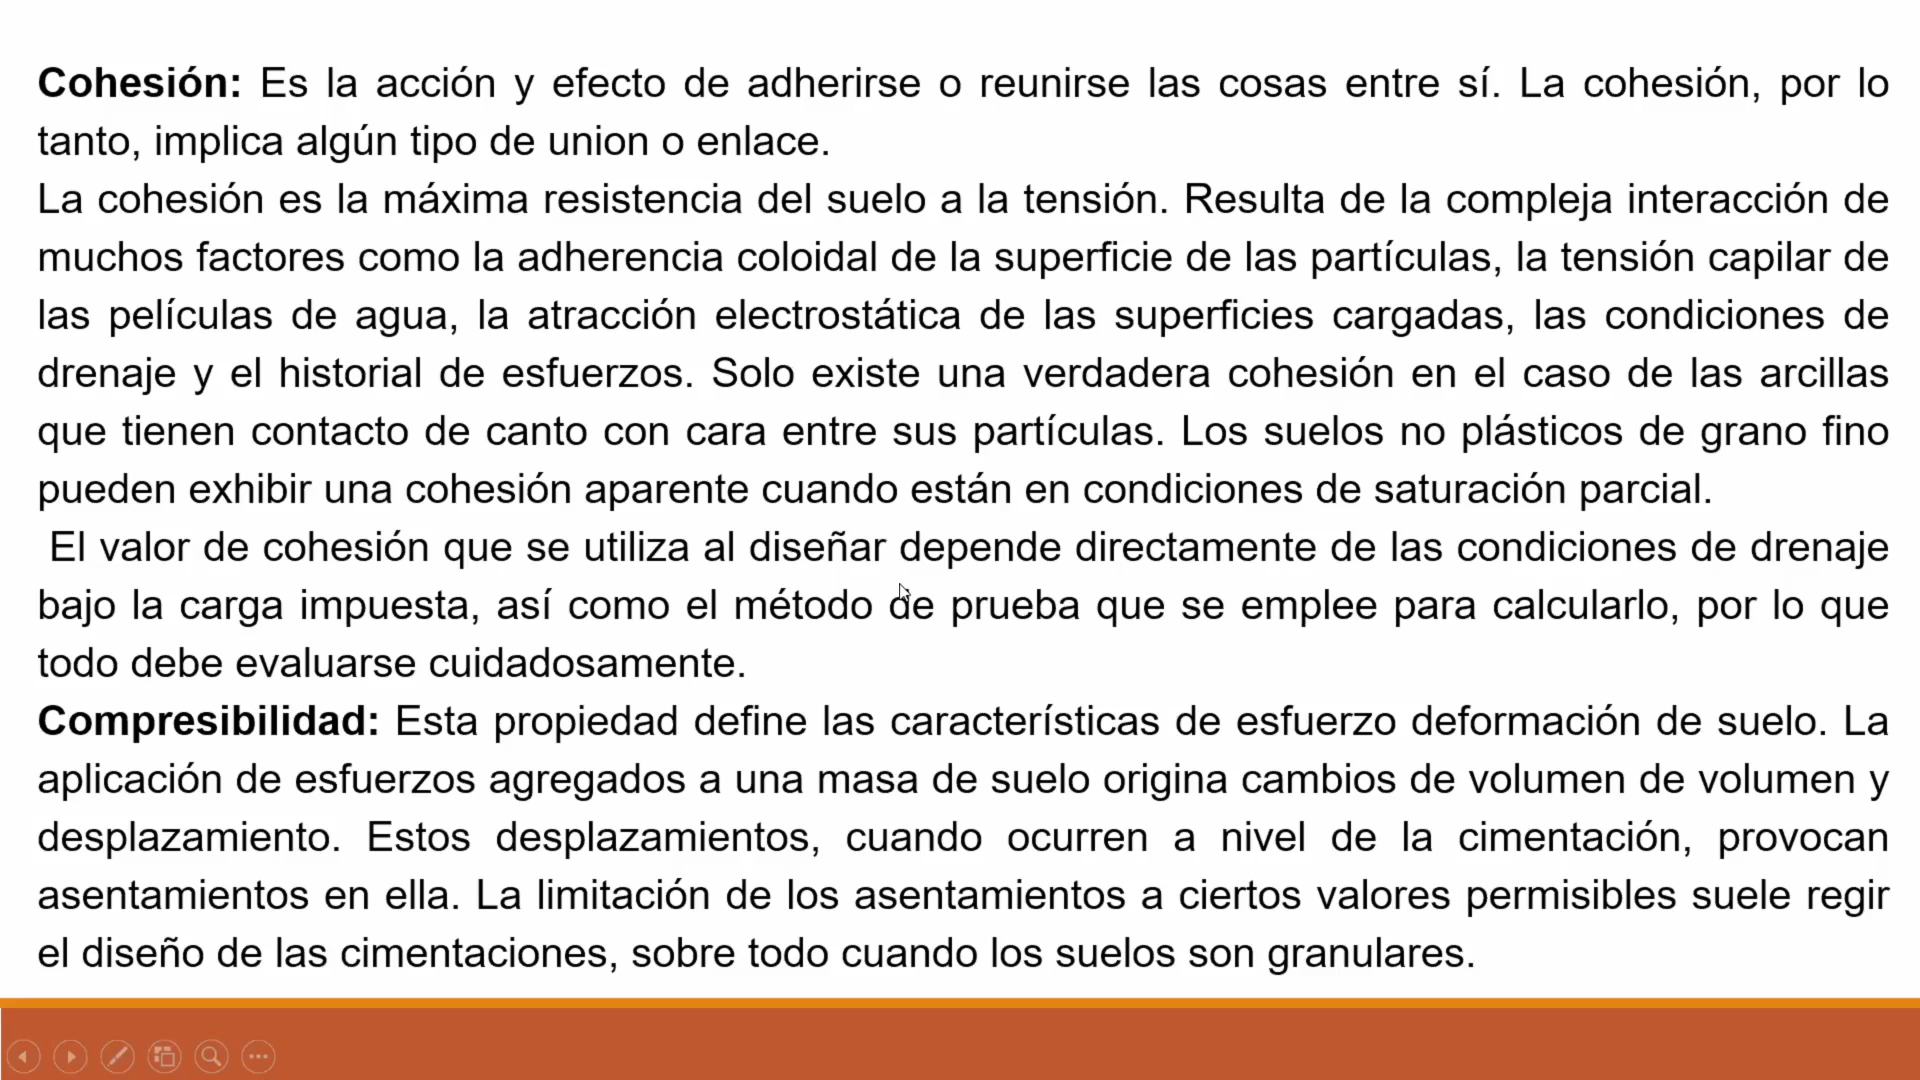 Cohesión: Es la acción y efecto de adherirse o reunirse las cosas entre sí. La cohesión, por lo
tanto, implica algún tipo de union o enlace.
La cohesión es la máxima resistencia del suelo a la tensión. Resulta de la compleja interacción de
muchos factores como la adherencia coloidal de la superficie de las partículas, la tensión capilar de
las películas de agua, la atracción electrostática de las superficies cargadas, las condiciones de
drenaje y el historial de esfuerzos. Solo existe una verdadera cohesión en el caso de las arcillas
que tienen contacto de canto con cara entre sus partículas. Los suelos no plásticos de grano fino
pueden exhibir una cohesión aparente cuando están en condiciones de saturación parcial.
El valor de cohesión que se utiliza al diseñar depende directamente de las condiciones de drenaje
bajo la carga impuesta, así como el método de prueba que se emplee para calcularlo, por lo que
todo debe evaluarse cuidadosamente.
Compresibilidad: Esta propiedad define las características de esfuerzo deformación de suelo. La
aplicación de esfuerzos agregados a una masa de suelo origina cambios de volumen de volumen y
desplazamiento. Estos desplazamientos, cuando ocurren a nivel de la cimentación, provocan
asentamientos en ella. La limitación de los asentamientos a ciertos valores permisibles suele regir
el diseño de las cimentaciones, sobre todo cuando los suelos son granulares.